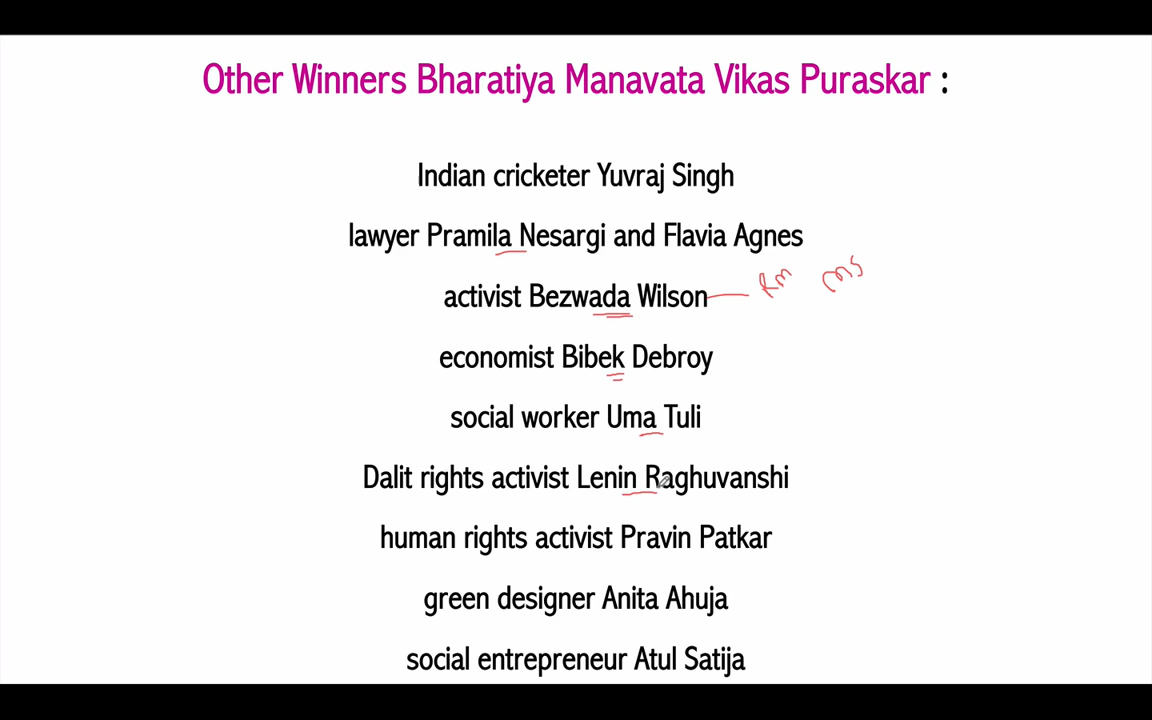 Other Winners Bharatiya Manavata Vikas Puraskar :
Indian cricketer Yuvraj Singh
lawyer Pramila Nesargi and Flavia Agnes
activist Bezwada Wilson RM MS
economist Bibek Debroy
social worker Uma Tuli
Dalit rights activist Lenin Raghuvanshi
human rights activist Pravin Patkar
green designer Anita Ahuja
social entrepreneur Atul Satija